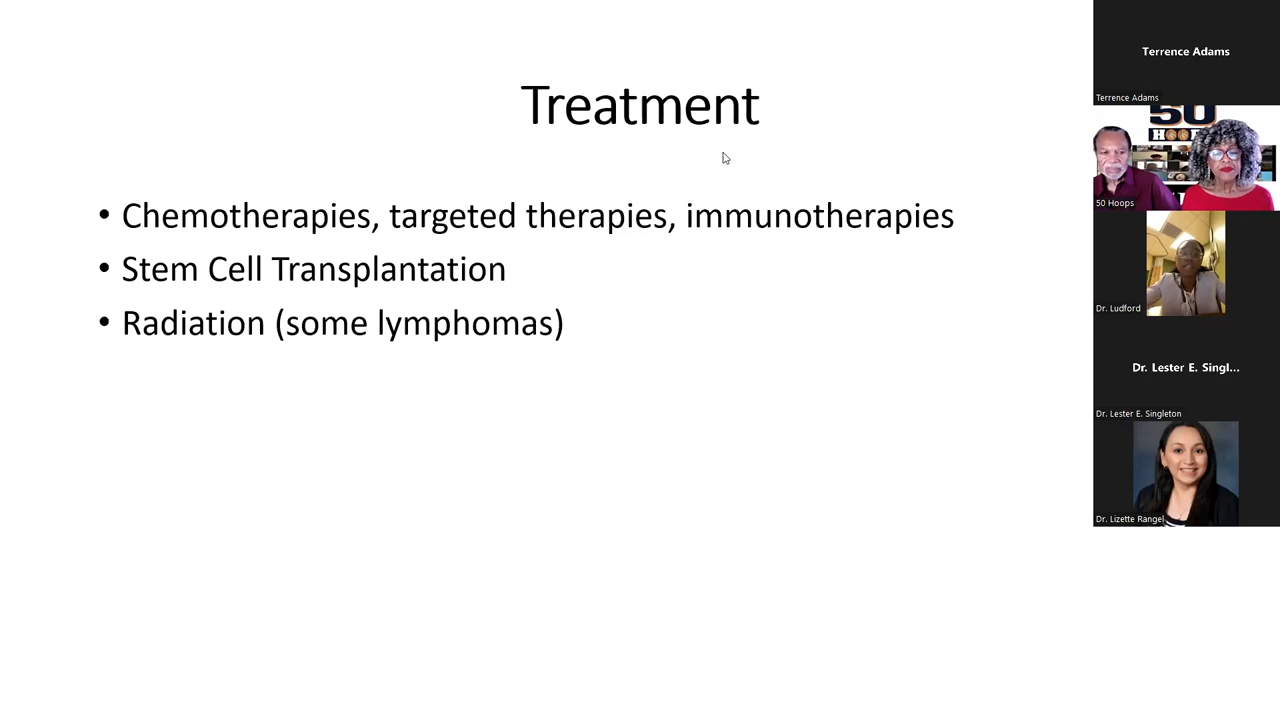 Treatment
• Chemotherapies, targeted therapies, immunotherapies
• Stem Cell Transplantation
• Radiation (some lymphomas)
Terrence Adams
Terrence Adams
50
50 Hoops
Dr. Ludford
Dr. Lester E. Singl...
Dr. Lester E. Singleton
Dr. Lizette Rangel